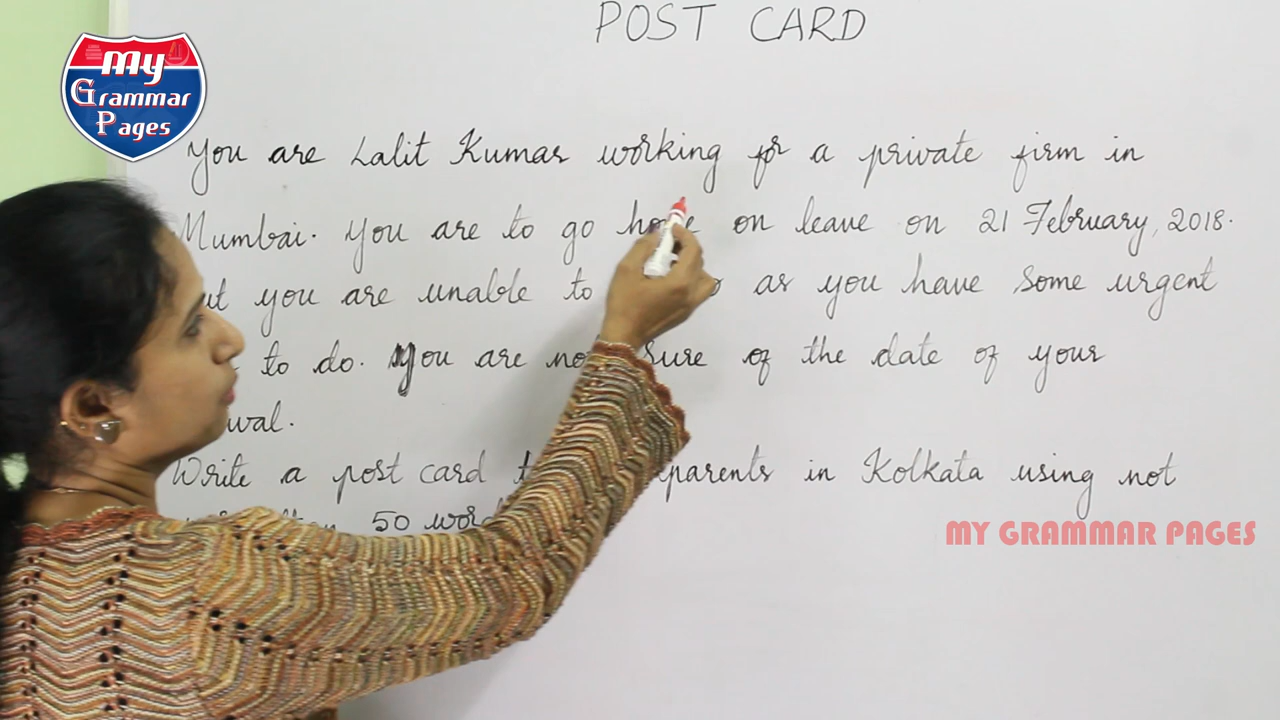 POST CARD
My
Grammar
Pages
You are Lalit Kumar working for a private firm in
Mumbai. You are to go home on leave on 21 February, 2018.
you are unable to as you have some urgent
to do. You are not sure of the date of your
Write a post card parents in Kolkata using not
50
MY GRAMMAR PAGES